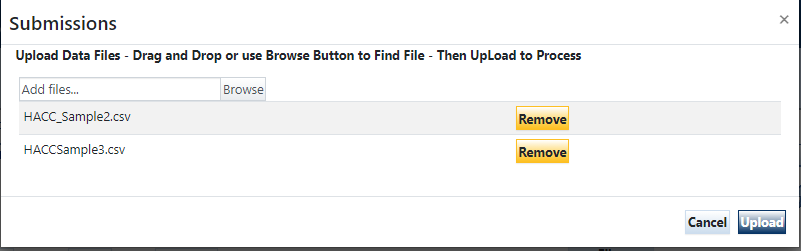 Submissions
×
Upload Data Files - Drag and Drop or use Browse Button to Find File - Then UpLoad to Process
Add files... Browse
HACC_Sample2.csv Remove
HACCSample3.csv Remove
Cancel Upload